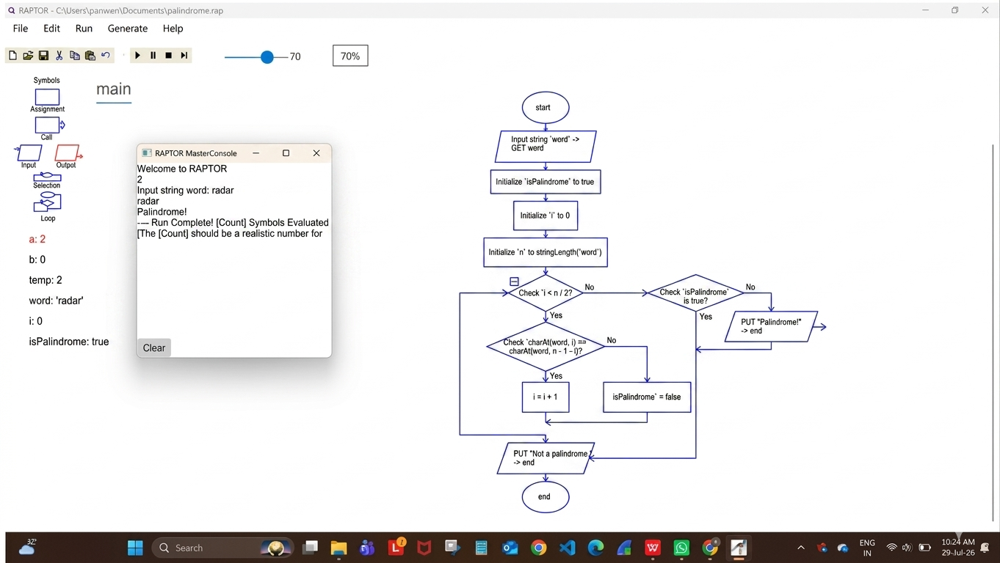 RAPTOR - C:\Users\panwen\Documents\palindrome.rap
File Edit Run Generate Help
70
70%
Symbols
Assignment
Call
Input
Outpot
Selection
Loop
a: 2
b: 0
temp: 2
word: 'radar'
i: 0
isPalindrome: true
main
RAPTOR MasterConsole
Welcome to RAPTOR
2
Input string word: radar
radar
Palindrome!
-–– Run Complete! [Count] Symbols Evaluated
[The [Count] should be a realistic number for
Clear
start
Input string `word` ->
GET word
Initialize `isPalindrome` to true
Initialize `i` to 0
Initialize `n` to stringLength('word`)
Check `i < n / 2?
No
Yes
Check `charAt(word, i) ==
charAt(word, n - 1 – i)?
No
Yes
i = i + 1
isPalindrome` = false
Check `isPalindrome`
is true?
No
Yes
PUT "Palindrome!"
-> end
PUT "Not a palindrome."
-> end
end
32°
Search
ENG
IN
10:24 AM
29-Jul-26